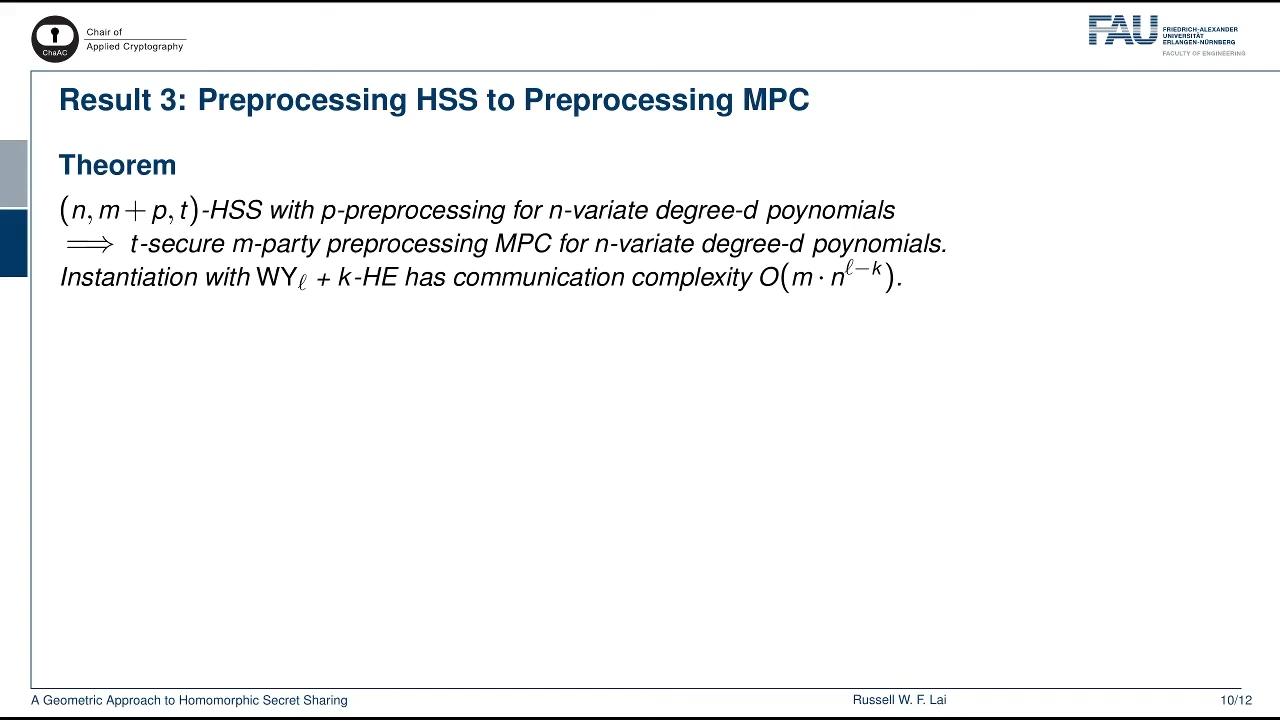 ChaAC
Chair of
Applied Cryptography
FAU
FRIEDRICH-ALEXANDER
UNIVERSITÄT
ERLANGEN-NÜRNBERG
FACULTY OF ENGINEERING
Result 3: Preprocessing HSS to Preprocessing MPC
Theorem
(n, m + p, t)-HSS with p-preprocessing for n-variate degree-d poynomials
⟹ t-secure m-party preprocessing MPC for n-variate degree-d poynomials.
Instantiation with WY_ℓ + k-HE has communication complexity O(m · n^{ℓ−k}).
A Geometric Approach to Homomorphic Secret Sharing
Russell W. F. Lai
10/12